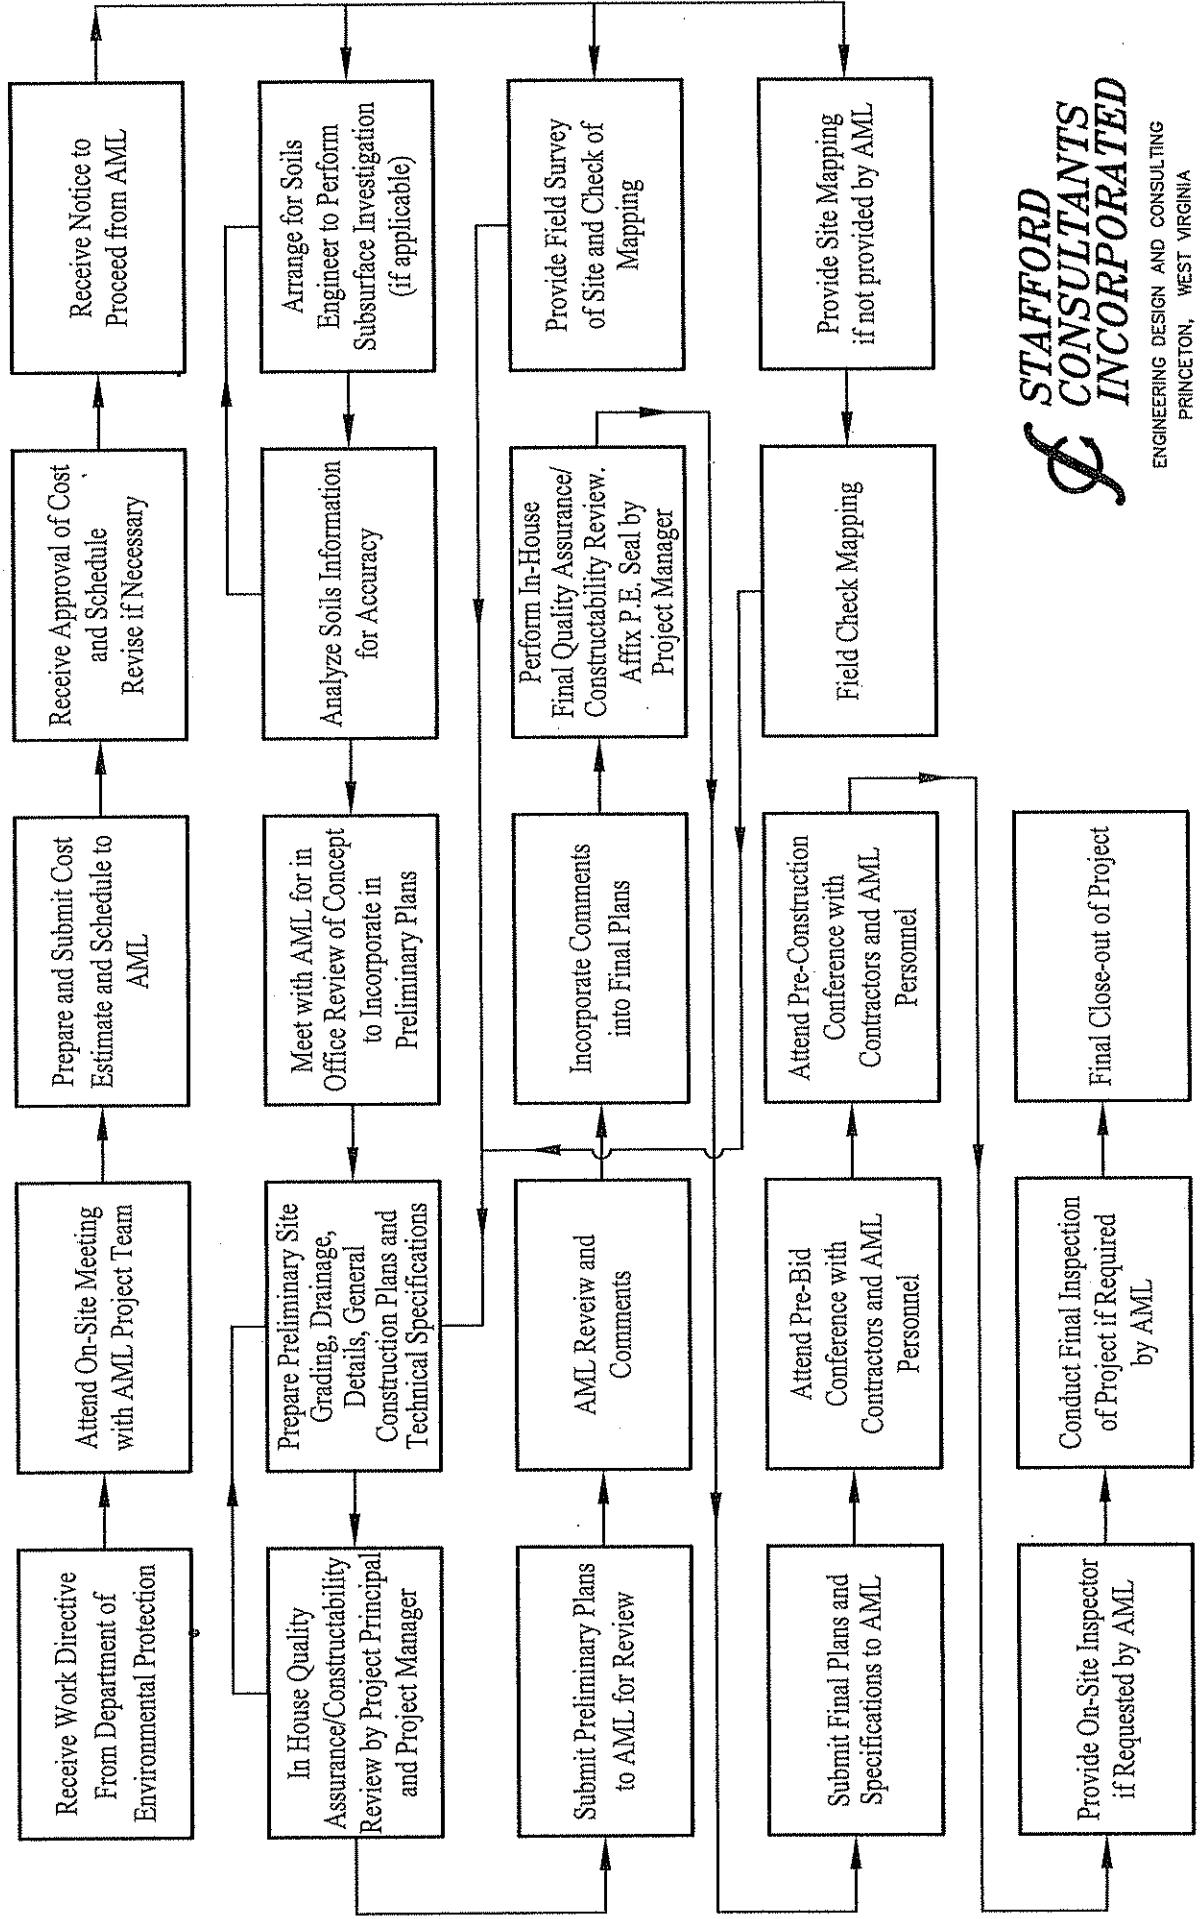 Receive Work Directive
From Department of
Environmental Protection
Attend On-Site Meeting
with AML Project Team
Prepare and Submit Cost
Estimate and Schedule to
AML
Receive Approval of Cost
and Schedule
Revise if Necessary
Receive Notice to
Proceed from AML
In House Quality
Assurance/Constructability
Review by Project Principal
and Project Manager
Prepare Preliminary Site
Grading, Drainage,
Details, General
Construction Plans and
Technical Specifications
Meet with AML for in
Office Review of Concept
to Incorporate in
Preliminary Plans
Analyze Soils Information
for Accuracy
Arrange for Soils
Engineer to Perform
Subsurface Investigation
(if applicable)
Submit Preliminary Plans
to AML for Review
AML Reveiw and
Comments
Incorporate Comments
into Final Plans
Perform In-House
Final Quality Assurance/
Constructability Review.
Affix P.E. Seal by
Project Manager
Provide Field Survey
of Site and Check of
Mapping
Submit Final Plans and
Specifications to AML
Attend Pre-Bid
Conference with
Contractors and AML
Personnel
Attend Pre-Construction
Conference with
Contractors and AML
Personnel
Field Check Mapping
Provide Site Mapping
if not provided by AML
Provide On-Site Inspector
if Requested by AML
Conduct Final Inspection
of Project if Required
by AML
Final Close-out of Project
STAFFORD
CONSULTANTS
INCORPORATED
ENGINEERING DESIGN AND CONSULTING
PRINCETON, WEST VIRGINIA